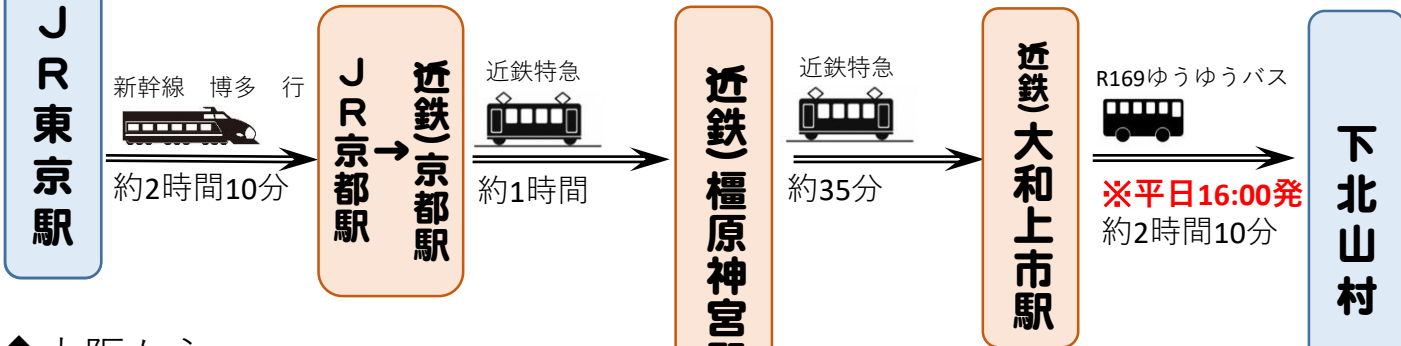 JR東京駅
新幹線 博多 行
約2時間10分
JR京都駅
→
近鉄)京都駅
近鉄特急
約1時間
近鉄)橿原神宮
近鉄特急
約35分
近鉄)大和上市駅
R169ゆうゆうバス
※平日16:00発
約2時間10分
下北山村